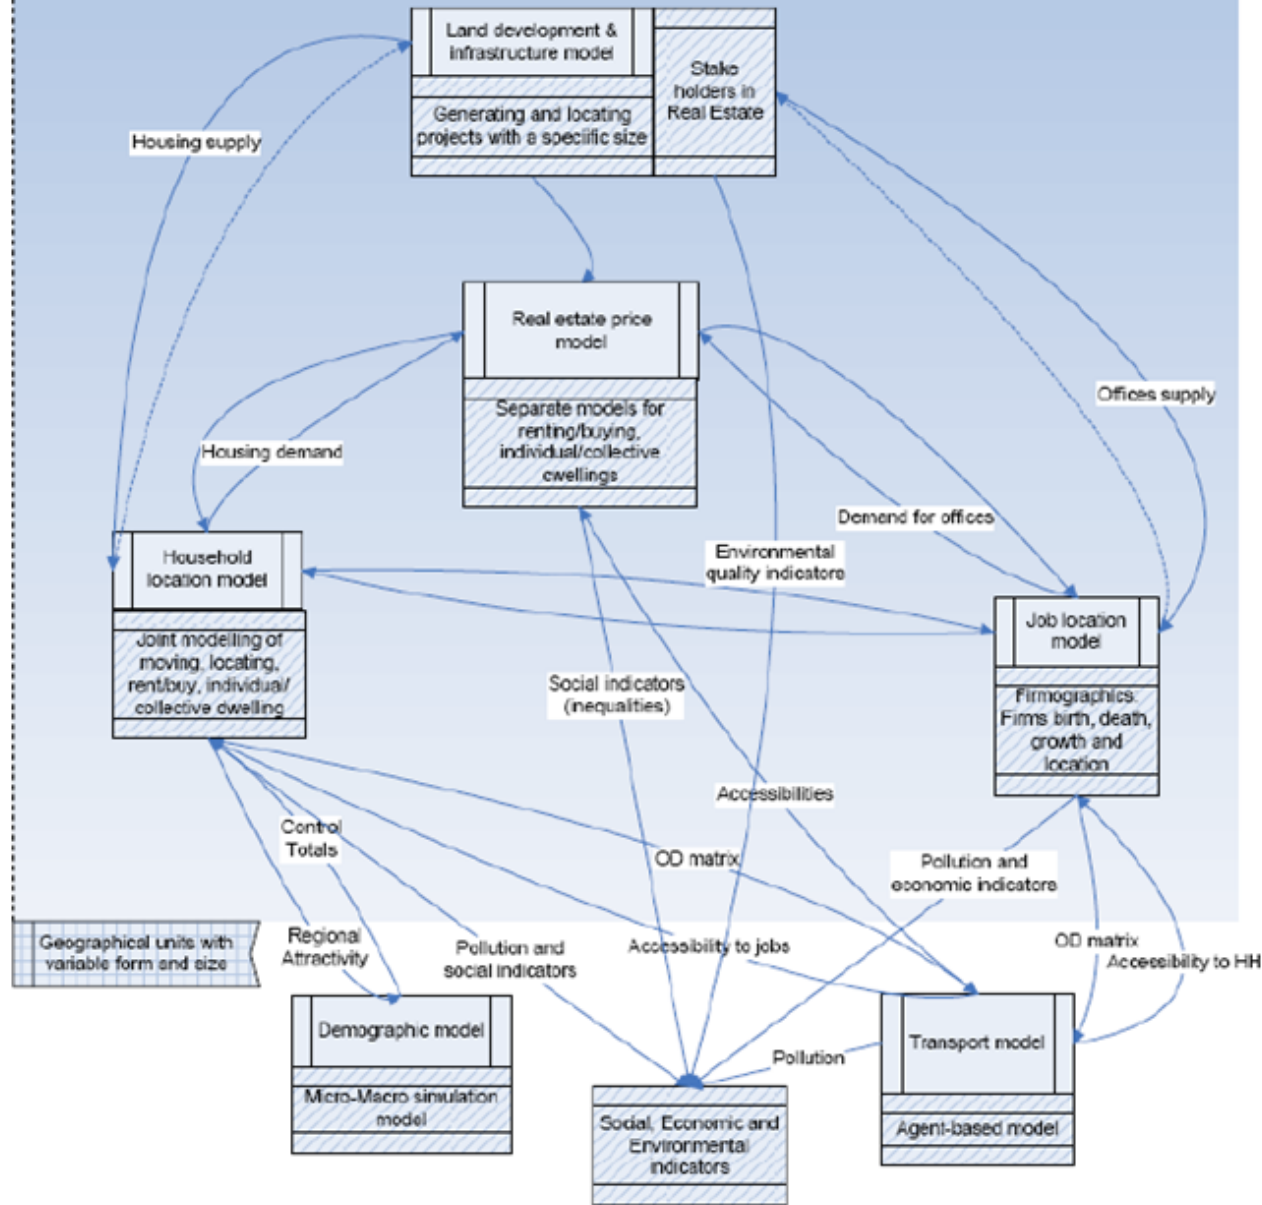 Land development &
infrastructure model
Stake
holders in
Real Estate
Generating and locating
projects with a speciific size
Housing supply
Real estate price
model
Offices supply
Separate models for
renting/buying,
individual/collective
cwellings
Housing demand
Demand for offices
Environmental
quality indicators
Household
location model
Job location
model
Joint modelling of
moving, locating,
rent/buy, individual/
collective dwelling
Social indicators
(inequalities)
Firmographics.
Firms birth, death,
growth and
location
Accessibilities
Control
Totals
OD matrix
Pollution and
economic indicators
Geographical units with
variable form and size
Regional
Attractivity
Pollution and
social indicators
Accessibility to jobs
OD matrix
Accessibility to HH
Demographic model
Micro-Macro simulation
model
Pollution
Transport model
Agent-based model
Social, Economic and
Environmental
indicators